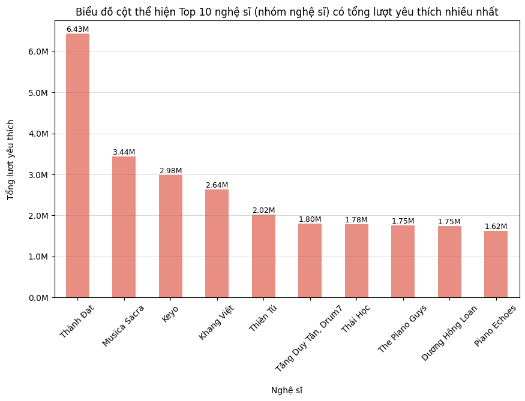 Biểu đồ cột thể hiện Top 10 nghệ sĩ (nhóm nghệ sĩ) có tổng lượt yêu thích nhiều nhất
Tổng lượt yêu thích
6.0M
5.0M
4.0M
3.0M
2.0M
1.0M
0.0M
6.43M
3.44M
2.98M
2.64M
2.02M
1.80M
1.78M
1.75M
1.75M
1.62M
Thành Đạt
Musica Sacra
Keyo
Khang Việt
Thiên Tú
Tăng Duy Tân, Drum7
Thái Học
The Piano Guys
Dương Hồng Loan
Piano Echoes
Nghệ sĩ